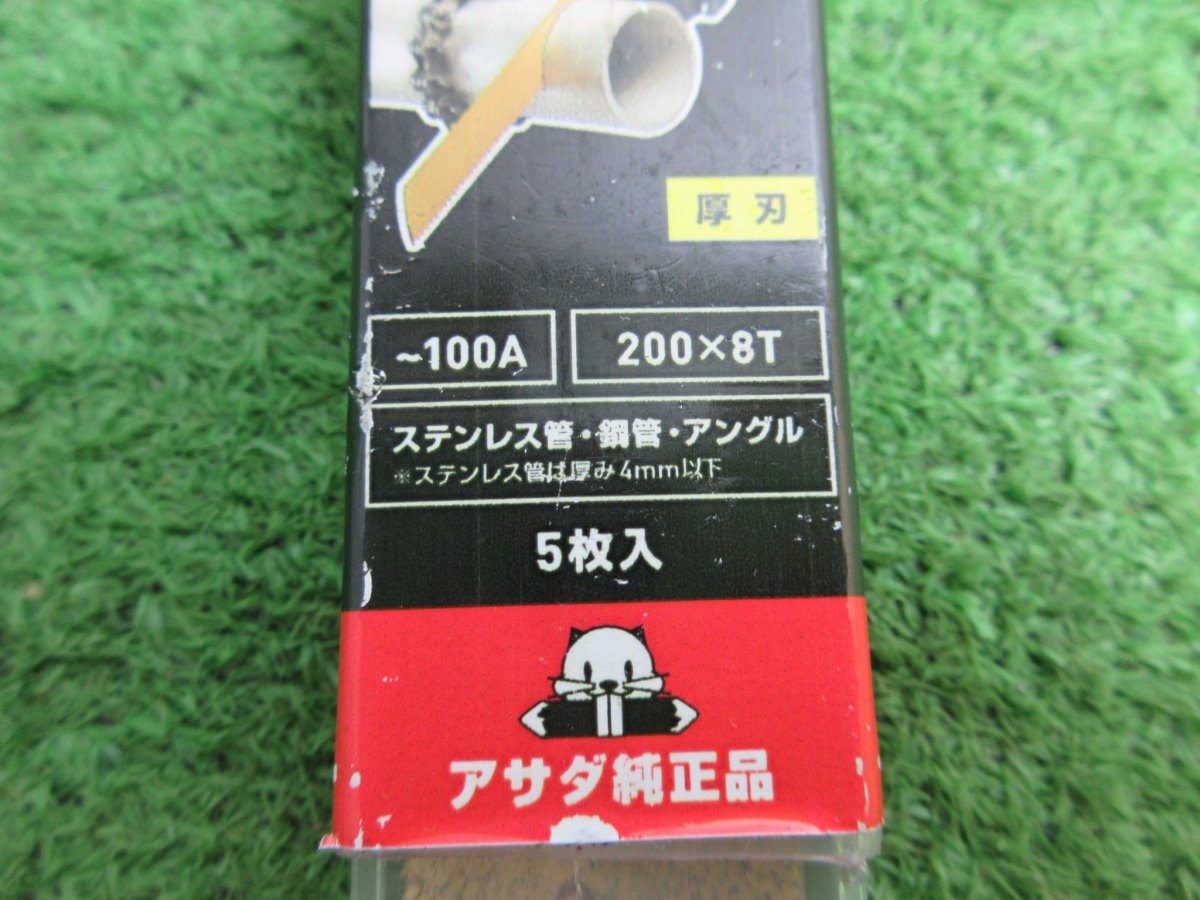 厚刃
~100A
200×8T
ステンレス管・鋼管・アングル
※ステンレス管は厚み4mm以下
5枚入
アサダ純正品